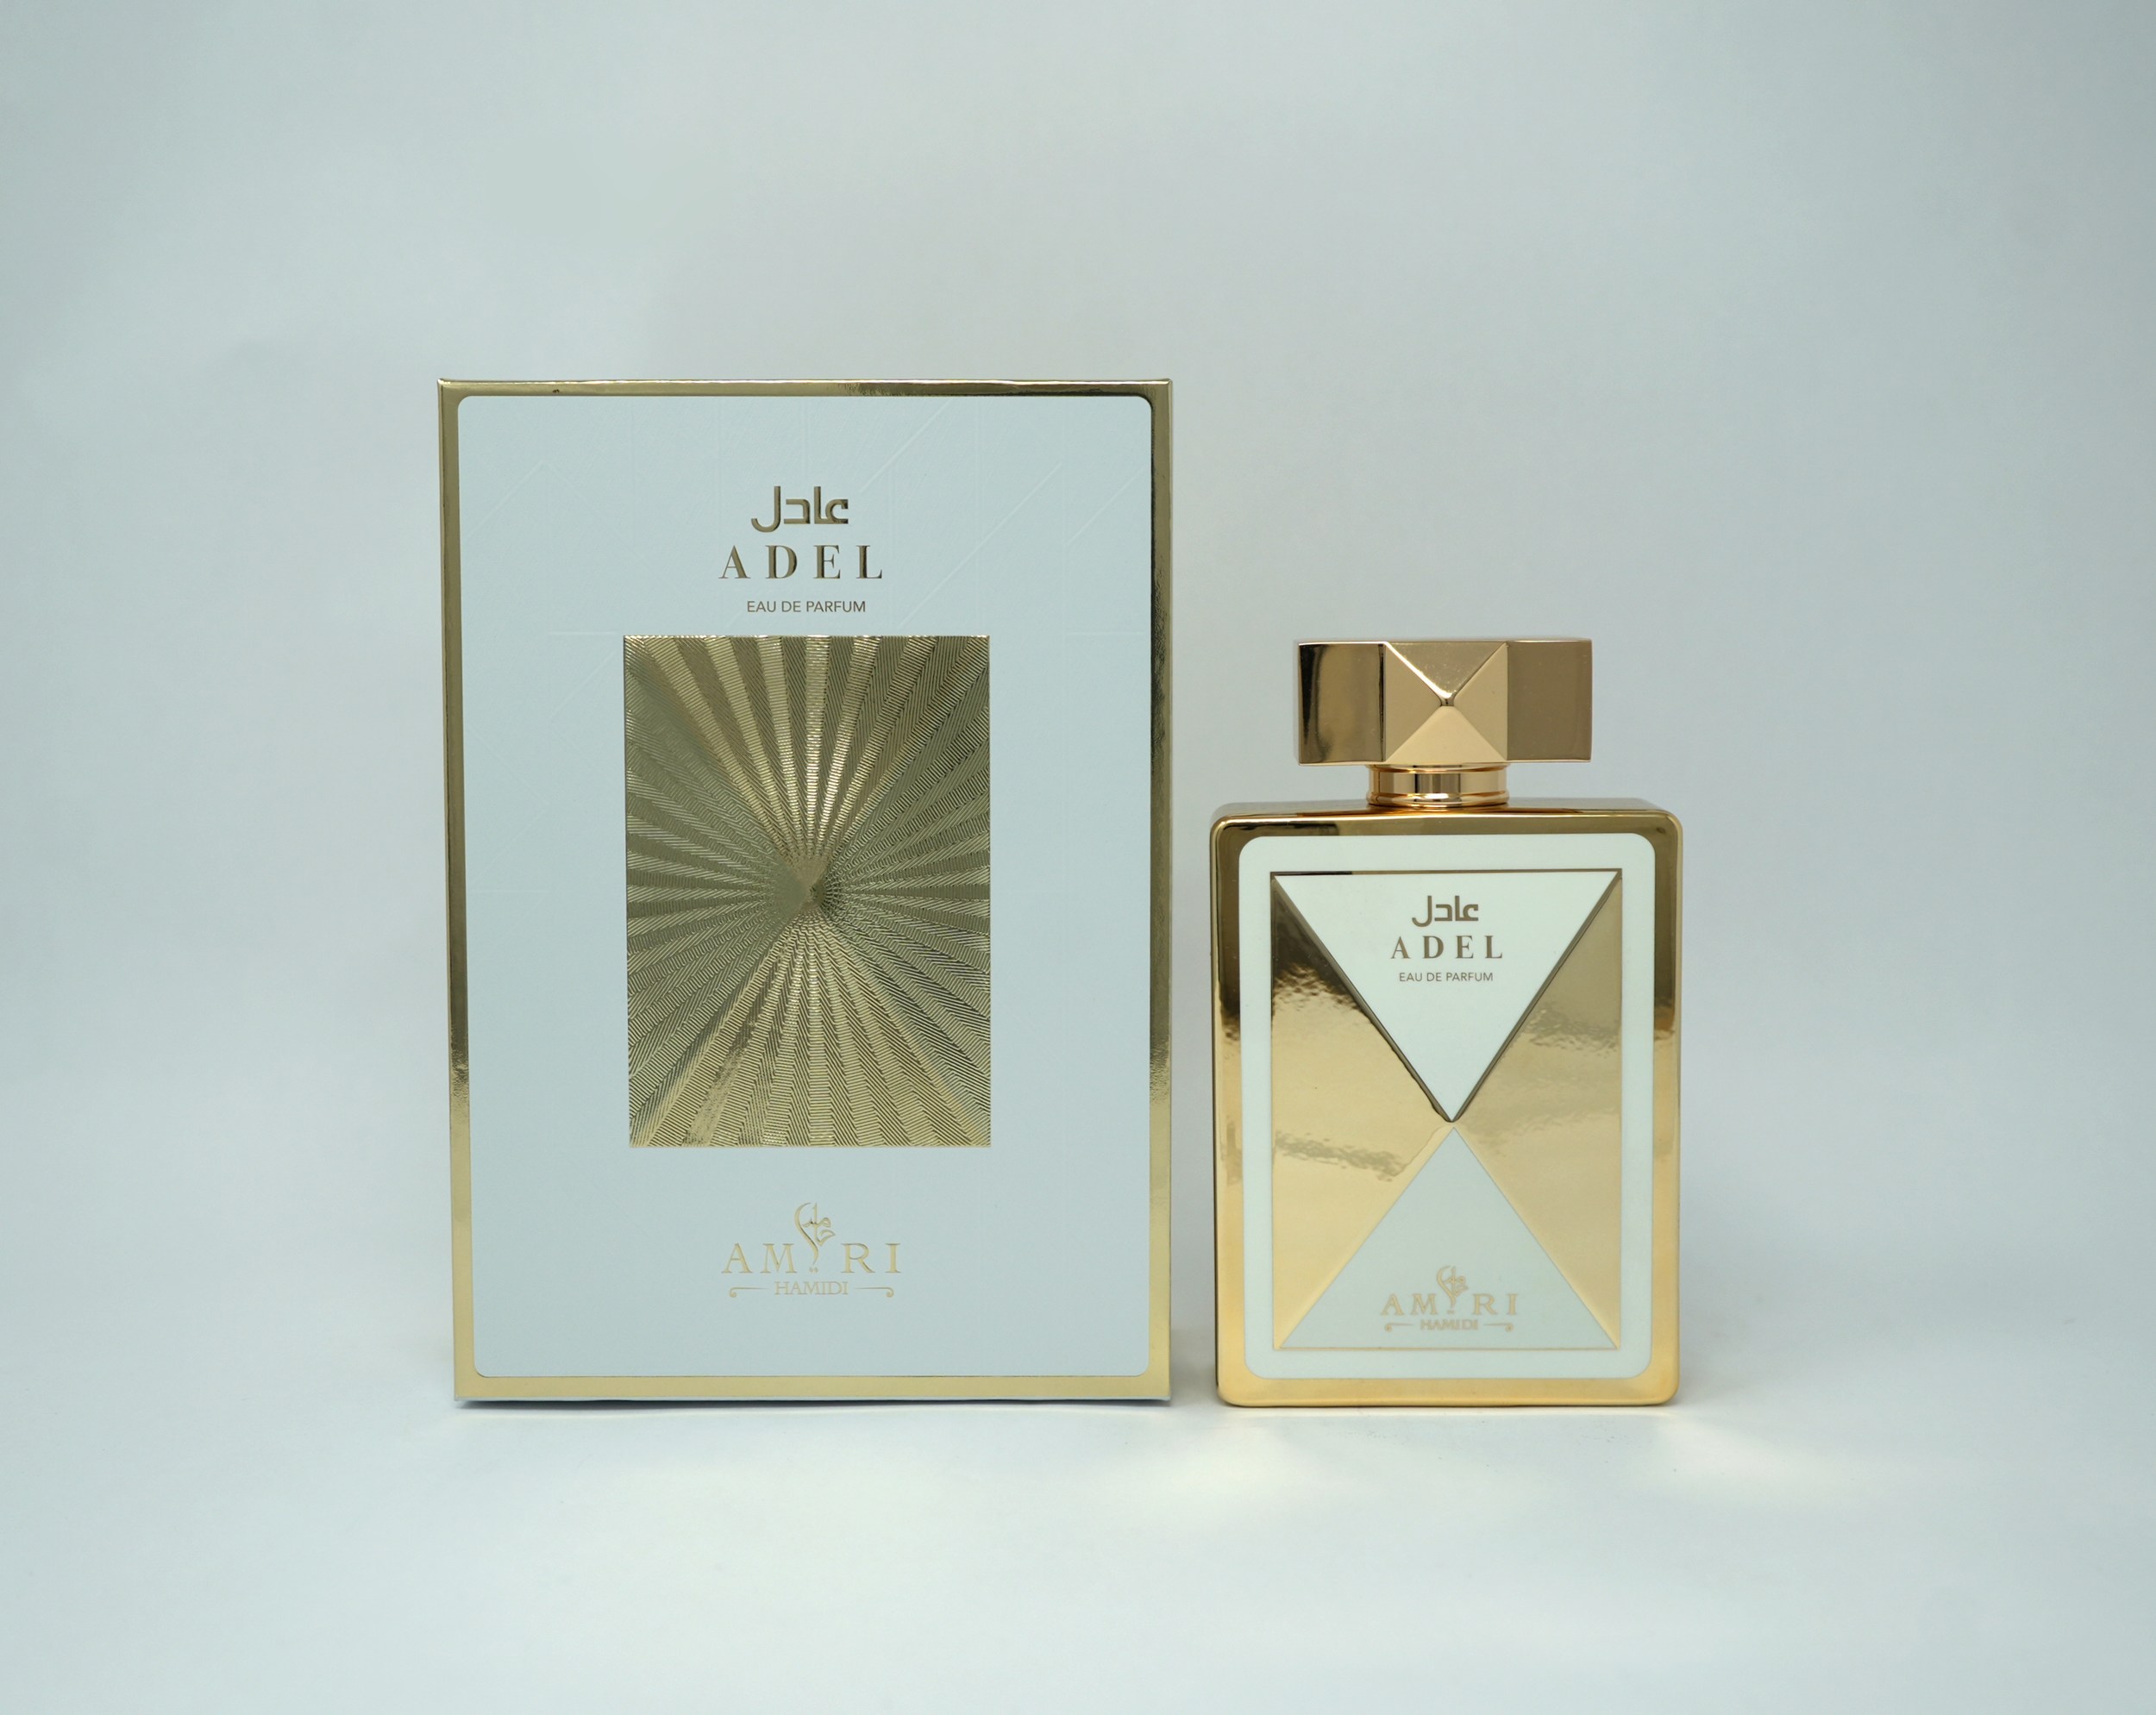 عادل
ADEL
EAU DE PARFUM
AMIRI
HAMIDI
عادل
ADEL
EAU DE PARFUM
AMIRI
HAMIDI